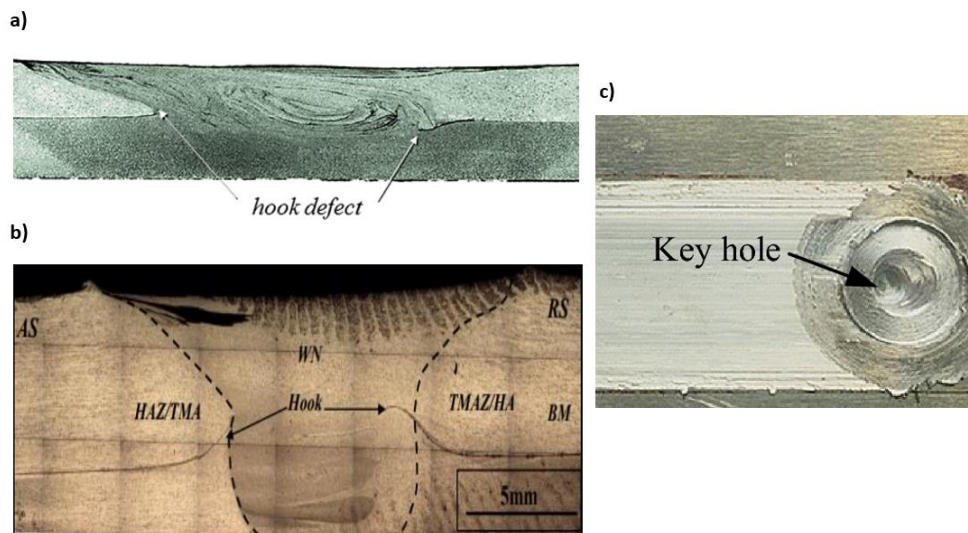 a)
hook defect
b)
AS
RS
WN
HAZ/TMA
Hook
TMAZ/HA
BM
5mm
c)
Key hole